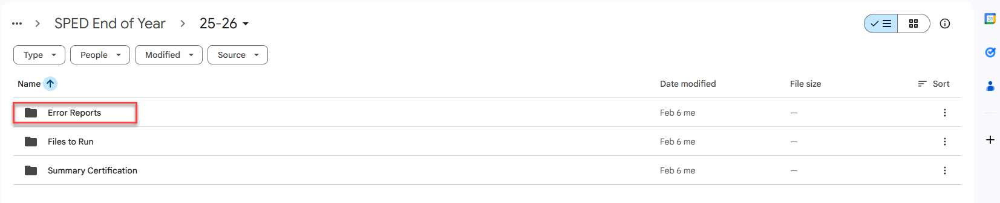 ... > SPED End of Year > 25-26
Type People Modified Source
Name Date modified File size Sort
Error Reports Feb 6 me —
Files to Run Feb 6 me —
Summary Certification Feb 6 me —
31